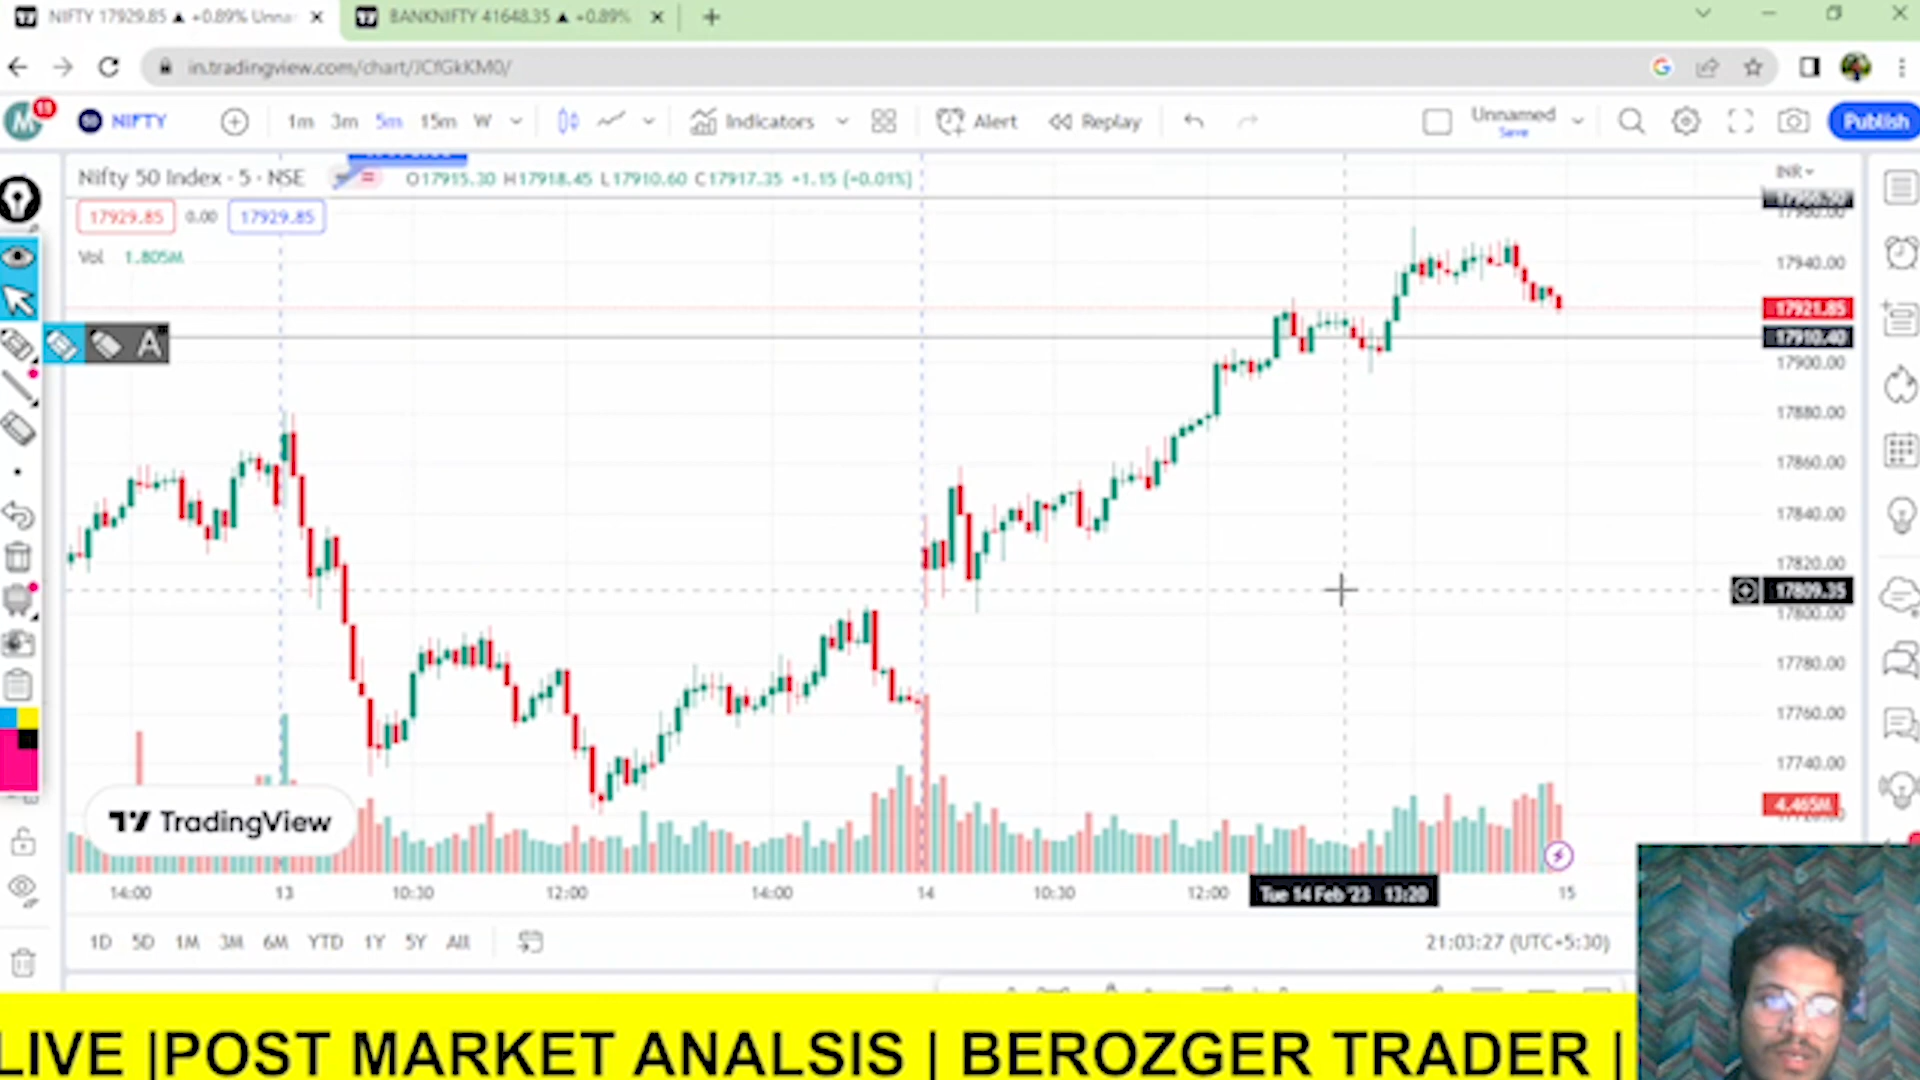 NIFTY 17929.85 ▲ +0.89% Unna
BANKNIFTY 41648.35 ▲ +0.89%
in.tradingview.com/chart/JCfGkKM0/
M 11 NIFTY 1m 3m 5m 15m W Indicators Alert Replay Unnamed Save Publish
Nifty 50 Index · 5 · NSE O17915.30 H17918.45 L17910.60 C17917.35 +1.15 (+0.01%) INR
17929.85 0.00 17929.85
Vol 1.805M
17940.00
17921.85
17910.40
A
17900.00
17880.00
17860.00
17840.00
17820.00
17809.35
17800.00
17780.00
17760.00
17740.00
4.465M
TradingView
14:00 13 10:30 12:00 14:00 14 10:30 12:00 Tue 14 Feb '23 13:20 15
1D 5D 1M 3M 6M YTD 1Y 5Y All 21:03:27 (UTC+5:30)
LIVE |POST MARKET ANALSIS | BEROZGER TRADER |